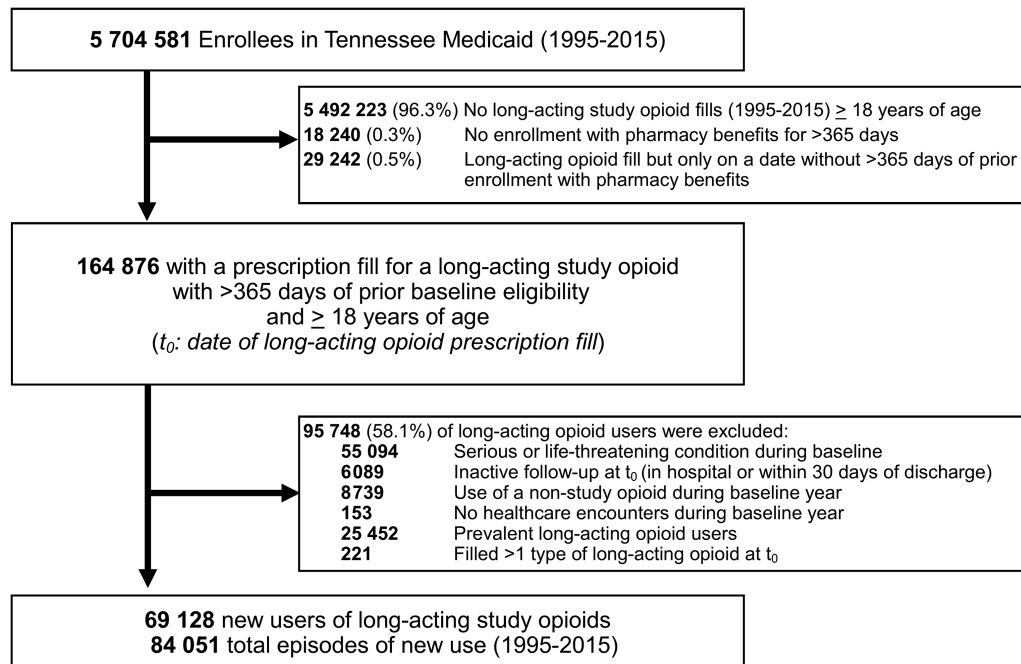 5 704 581 Enrollees in Tennessee Medicaid (1995-2015)
5 492 223 (96.3%) No long-acting study opioid fills (1995-2015) ≥ 18 years of age
18 240 (0.3%) No enrollment with pharmacy benefits for >365 days
29 242 (0.5%) Long-acting opioid fill but only on a date without >365 days of prior
enrollment with pharmacy benefits
164 876 with a prescription fill for a long-acting study opioid
with >365 days of prior baseline eligibility
and ≥ 18 years of age
(t0: date of long-acting opioid prescription fill)
95 748 (58.1%) of long-acting opioid users were excluded:
55 094 Serious or life-threatening condition during baseline
6089 Inactive follow-up at t0 (in hospital or within 30 days of discharge)
8739 Use of a non-study opioid during baseline year
153 No healthcare encounters during baseline year
25 452 Prevalent long-acting opioid users
221 Filled >1 type of long-acting opioid at t0
69 128 new users of long-acting study opioids
84 051 total episodes of new use (1995-2015)